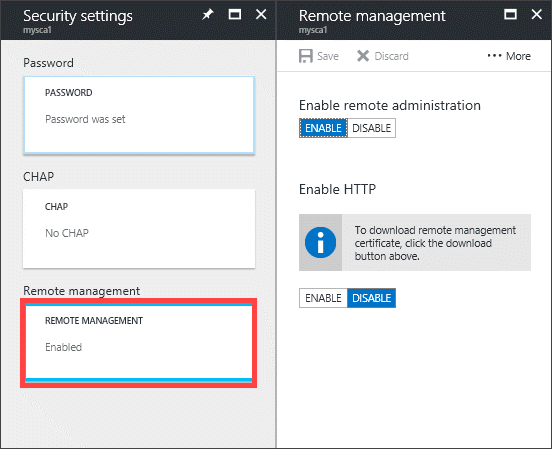 Security settings
mysca1
Password
PASSWORD
Password was set
CHAP
CHAP
No CHAP
Remote management
REMOTE MANAGEMENT
Enabled
Remote management
mysca1
Save Discard ••• More
Enable remote administration
ENABLE DISABLE
Enable HTTP
To download remote management
certificate, click the download
button above.
ENABLE DISABLE